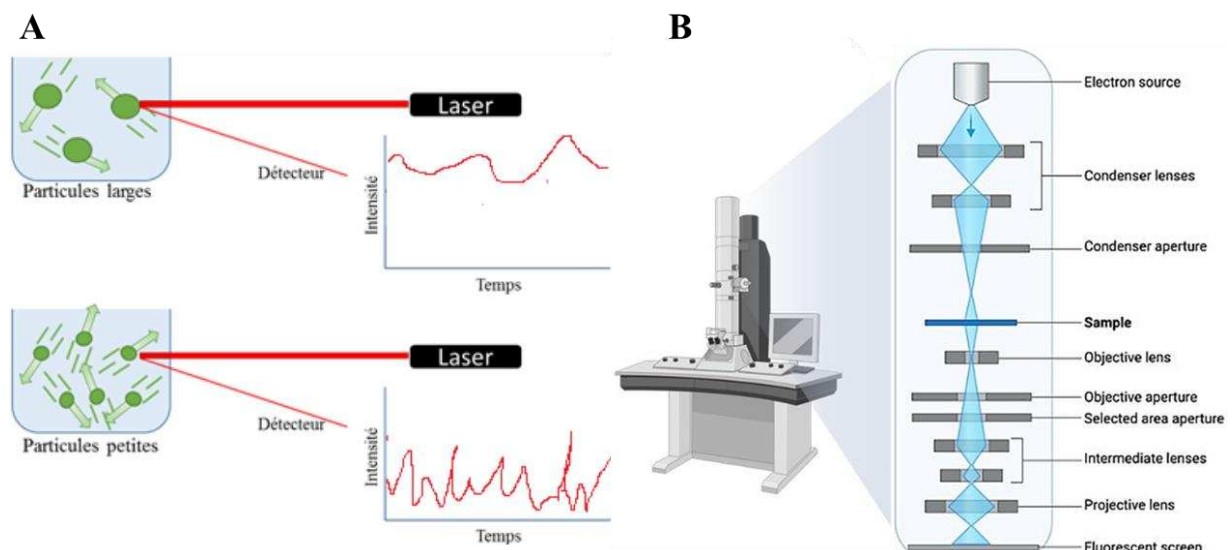 A
Laser
Détecteur
Intensité
Particules larges
Temps
Laser
Détecteur
Intensité
Particules petites
Temps
B
Electron source
Condenser lenses
Condenser aperture
Sample
Objective lens
Objective aperture
Selected area aperture
Intermediate lenses
Projective lens
Fluorescent screen